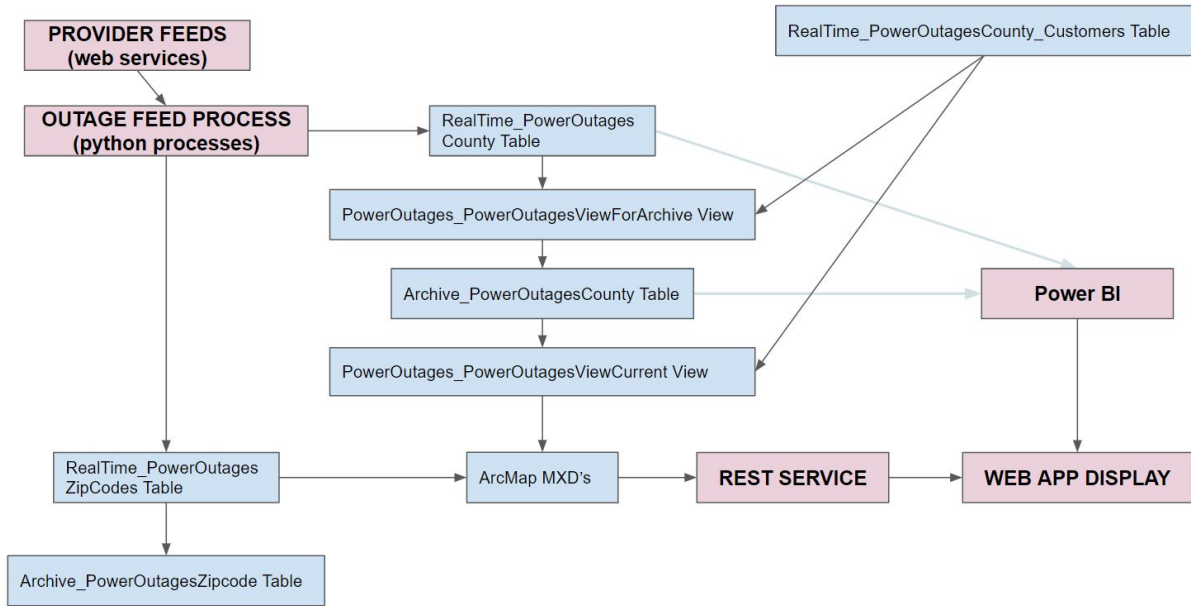 PROVIDER FEEDS
(web services)
RealTime_PowerOutagesCounty_Customers Table
OUTAGE FEED PROCESS
(python processes)
RealTime_PowerOutages
County Table
PowerOutages_PowerOutagesViewForArchive View
Archive_PowerOutagesCounty Table
Power BI
PowerOutages_PowerOutagesViewCurrent View
RealTime_PowerOutages
ZipCodes Table
ArcMap MXD's
REST SERVICE
WEB APP DISPLAY
Archive_PowerOutagesZipcode Table